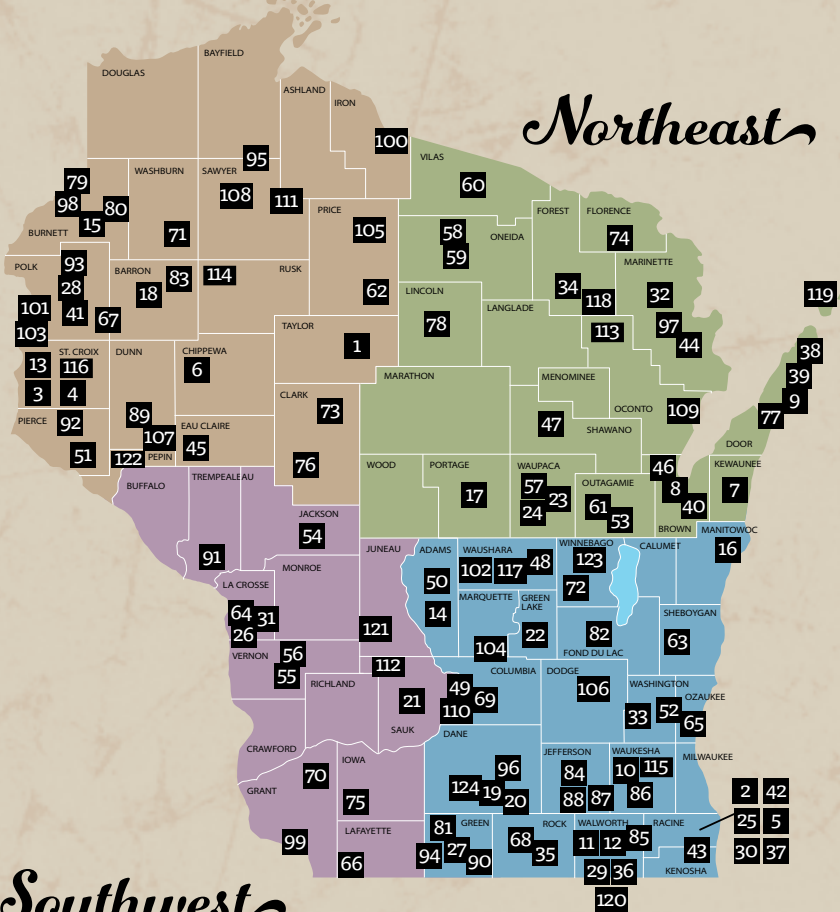 Northeast
BAYFIELD
DOUGLAS
ASHLAND
IRON
100
VILAS
95
WASHBURN
SAWYER
79
60
108
111
98
80
PRICE
FOREST
FLORENCE
15
105
58
74
BURNETT
71
ONEIDA
59
93
MARINETTE
POLK
BARRON
83
114
RUSK
28
18
62
LINCOLN
34
118
32
119
101
41
67
LANGLADE
78
97
103
TAYLOR
113
44
1
13
ST. CROIX
DUNN
CHIPPEWA
38
116
6
MARATHON
MENOMINEE
39
3
4
CLARK
9
73
OCONTO
109
89
77
PIERCE
92
EAU CLAIRE
47
SHAWANO
107
45
DOOR
51
122
PEPIN
76
WOOD
PORTAGE
WAUPACA
46
KEWAUNEE
BUFFALO
TREMPEALEAU
57
OUTAGAMIE
8
7
17
23
61
40
24
53
JACKSON
BROWN
MANITOWOC
54
JUNEAU
ADAMS
WAUSHARA
WINNEBAGO
CALUMET
16
91
MONROE
48
123
102
117
LA CROSSE
50
72
MARQUETTE
GREEN
LAKE
64
31
14
SHEBOYGAN
26
121
22
82
63
VERNON
56
104
FOND DU LAC
112
55
COLUMBIA
DODGE
RICHLAND
49
106
WASHINGTON
21
69
OZAUKEE
110
33
52
65
SAUK
DANE
CRAWFORD
JEFFERSON
WAUKESHA
IOWA
96
MILWAUKEE
70
84
10
115
GRANT
124
19
2
42
75
20
88
87
86
LAFAYETTE
81
GREEN
ROCK
WALWORTH
RACINE
25
5
99
68
11
12
85
94
27
35
43
30
37
66
90
29
36
KENOSHA
Southwest
120